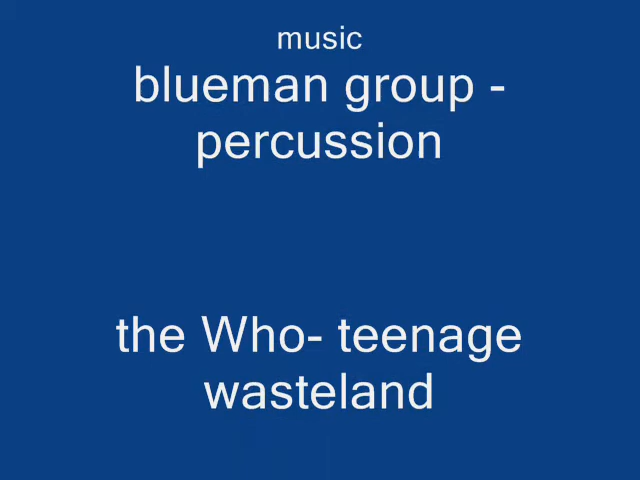 music
blueman group -
percussion
the Who- teenage
wasteland